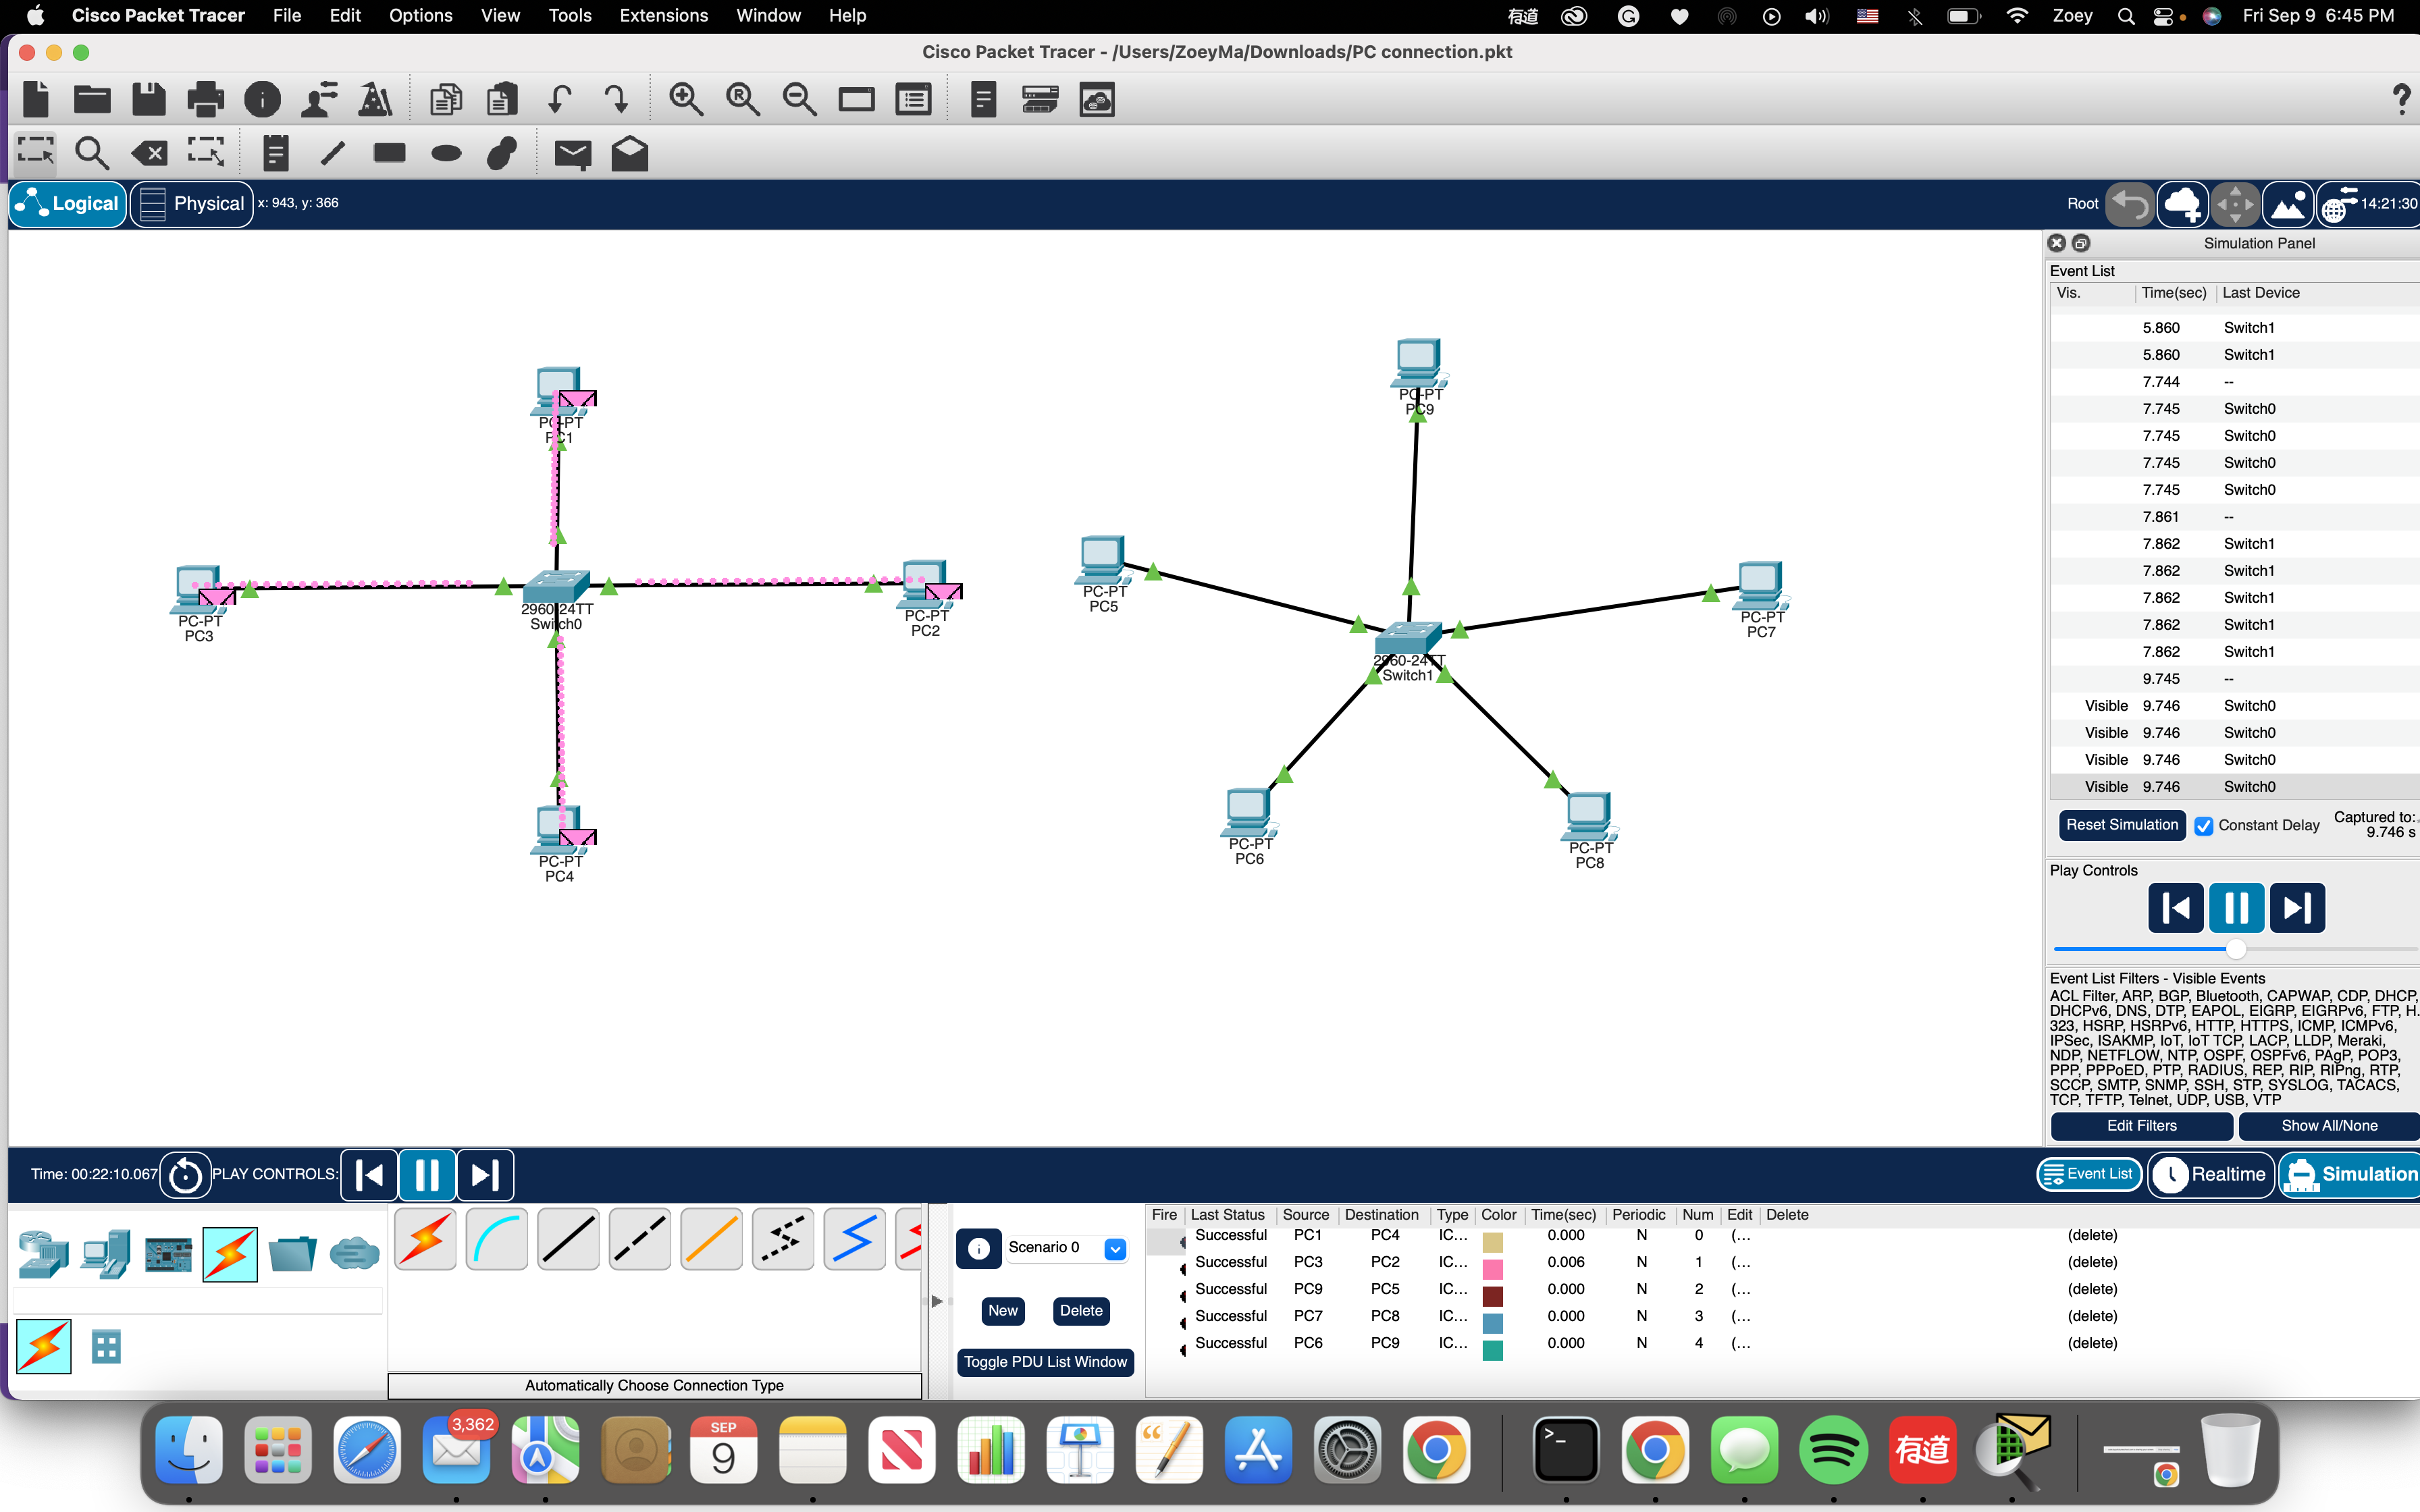 Cisco Packet Tracer File Edit Options View Tools Extensions Window Help 有道 Zoey Fri Sep 9 6:45 PM
Cisco Packet Tracer - /Users/ZoeyMa/Downloads/PC connection.pkt
Logical Physical x: 943, y: 366 Root 14:21:30
Simulation Panel
Event List
Vis. Time(sec) Last Device
5.860 Switch1
5.860 Switch1
7.744 --
7.745 Switch0
7.745 Switch0
7.745 Switch0
7.745 Switch0
7.861 --
7.862 Switch1
7.862 Switch1
7.862 Switch1
7.862 Switch1
7.862 Switch1
9.745 --
Visible 9.746 Switch0
Visible 9.746 Switch0
Visible 9.746 Switch0
Visible 9.746 Switch0
Reset Simulation Constant Delay Captured to:
9.746 s
Play Controls
Event List Filters - Visible Events
ACL Filter, ARP, BGP, Bluetooth, CAPWAP, CDP, DHCP,
DHCPv6, DNS, DTP, EAPOL, EIGRP, EIGRPv6, FTP, H.
323, HSRP, HSRPv6, HTTP, HTTPS, ICMP, ICMPv6,
IPSec, ISAKMP, IoT, IoT TCP, LACP, LLDP, Meraki,
NDP, NETFLOW, NTP, OSPF, OSPFv6, PAgP, POP3,
PPP, PPPoED, PTP, RADIUS, REP, RIP, RIPng, RTP,
SCCP, SMTP, SNMP, SSH, STP, SYSLOG, TACACS,
TCP, TFTP, Telnet, UDP, USB, VTP
Edit Filters Show All/None
PC-PT
PC1
PC-PT
PC3
2960-24TT
Switch0
PC-PT
PC2
PC-PT
PC4
PC-PT
PC9
PC-PT
PC5
PC-PT
PC7
2960-24TT
Switch1
PC-PT
PC6
PC-PT
PC8
Time: 00:22:10.067 PLAY CONTROLS: Event List Realtime Simulation
Automatically Choose Connection Type
Scenario 0
New Delete
Toggle PDU List Window
Fire Last Status Source Destination Type Color Time(sec) Periodic Num Edit Delete
Successful PC1 PC4 IC... 0.000 N 0 (... (delete)
Successful PC3 PC2 IC... 0.006 N 1 (... (delete)
Successful PC9 PC5 IC... 0.000 N 2 (... (delete)
Successful PC7 PC8 IC... 0.000 N 3 (... (delete)
Successful PC6 PC9 IC... 0.000 N 4 (... (delete)
3,362
SEP
9
有道